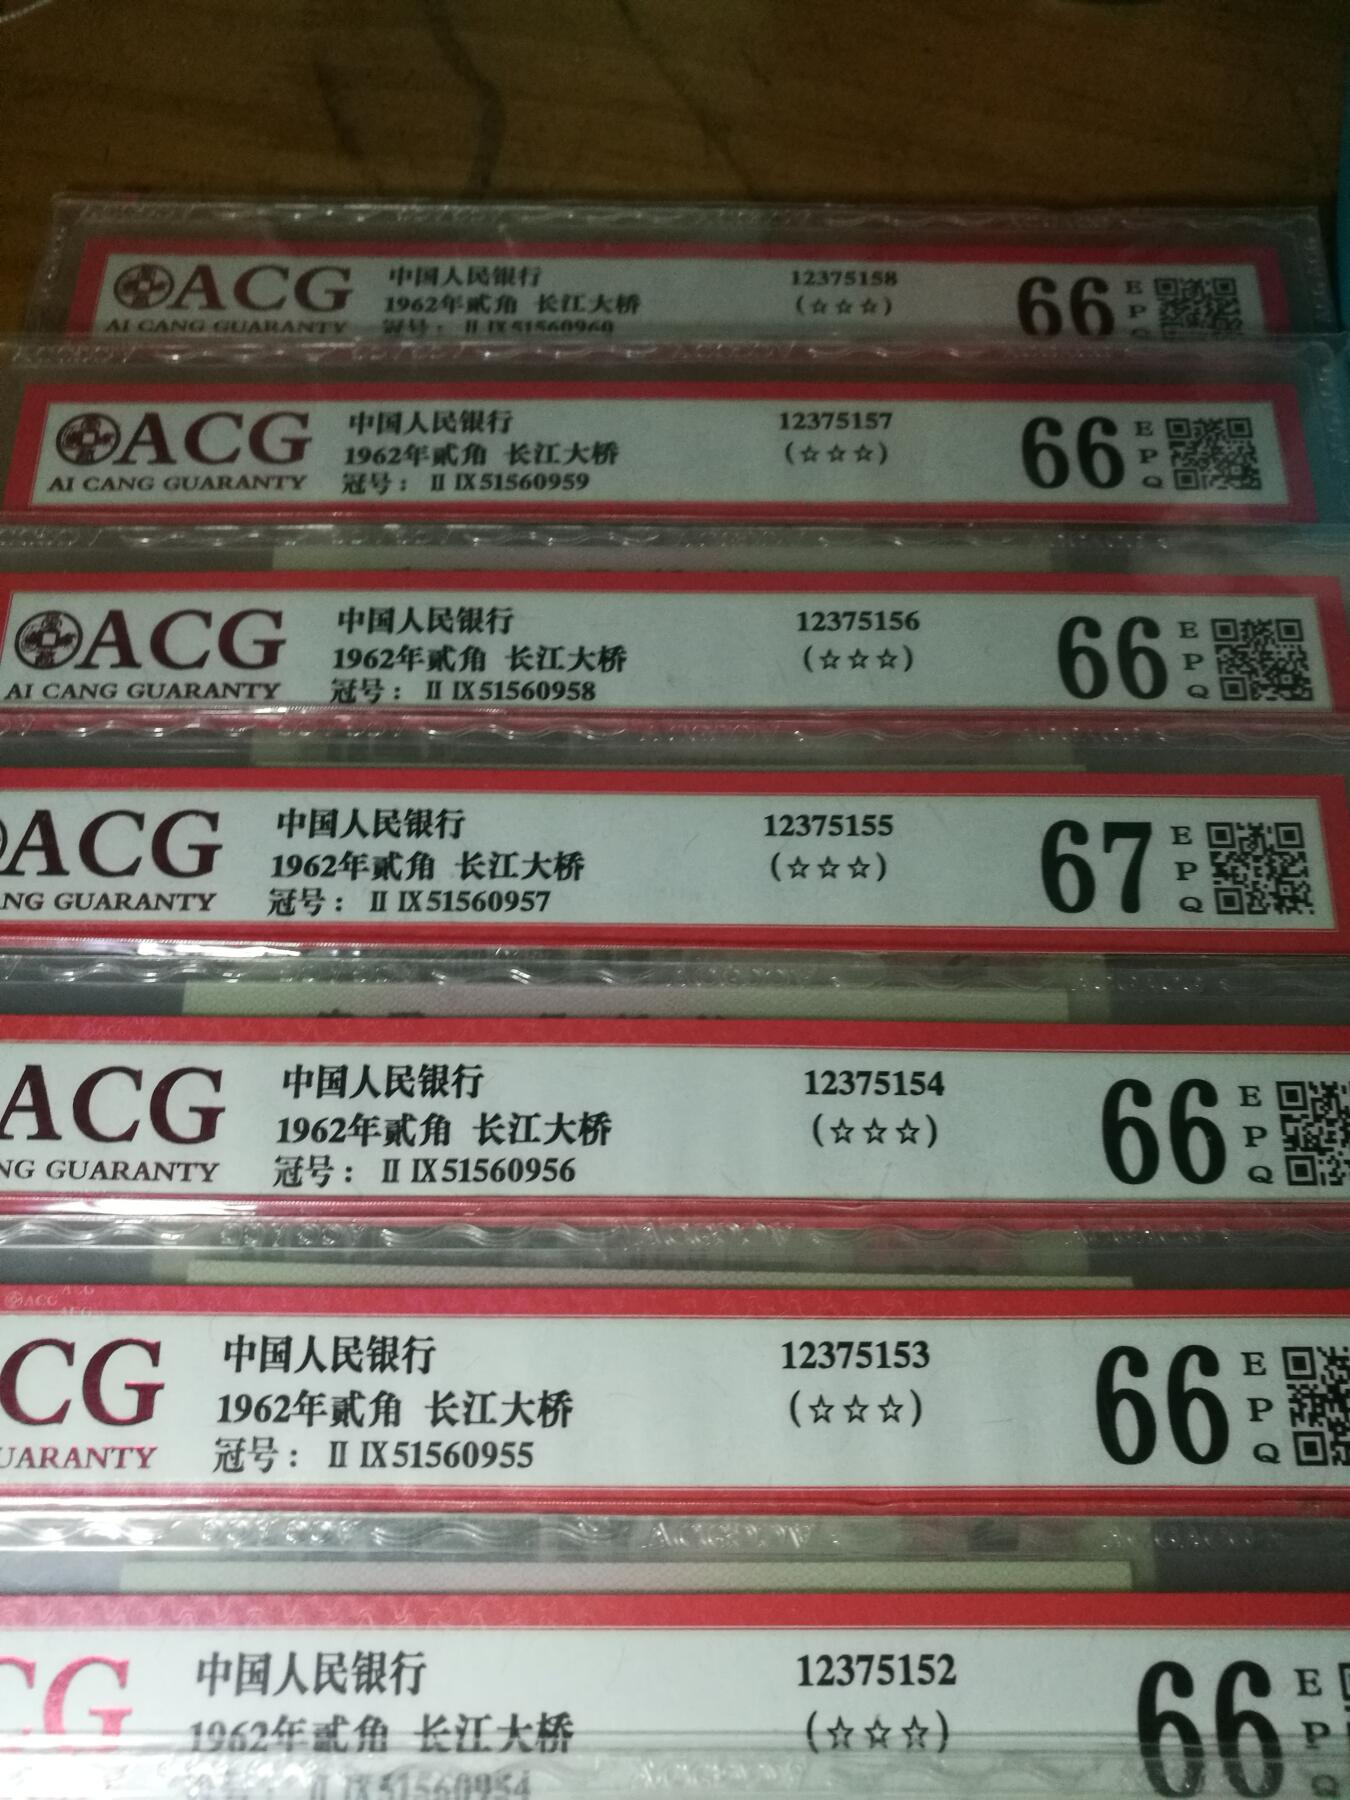 ACG
AI CANG GUARANTY
中国人民银行
1962年贰角 长江大桥
冠号： II IX51560960
12375158
(☆☆☆)
66
E
P
Q
ACG
AI CANG GUARANTY
中国人民银行
1962年贰角 长江大桥
冠号： II IX51560959
12375157
(☆☆☆)
66
E
P
Q
ACG
AI CANG GUARANTY
中国人民银行
1962年贰角 长江大桥
冠号： II IX51560958
12375156
(☆☆☆)
66
E
P
Q
ACG
NG GUARANTY
中国人民银行
1962年贰角 长江大桥
冠号： II IX51560957
12375155
(☆☆☆)
67
E
P
Q
ACG
NG GUARANTY
中国人民银行
1962年贰角 长江大桥
冠号： II IX51560956
12375154
(☆☆☆)
66
E
P
Q
CG
UARANTY
中国人民银行
1962年贰角 长江大桥
冠号： II IX51560955
12375153
(☆☆☆)
66
E
P
Q
CG
中国人民银行
1962年贰角 长江大桥
II IX51560954
12375152
(☆☆☆)
66
E
P
Q